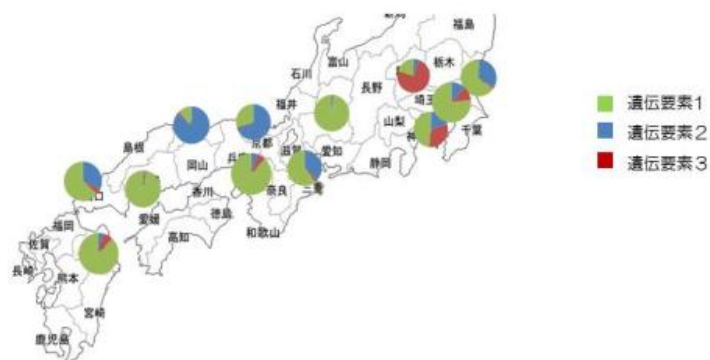 福島
富山
栃木
石川
長野
福井
埼玉
遺伝要素1
山梨
遺伝要素2
千葉
京都
島根
滋賀
愛知
静岡
遺伝要素3
岡山
香川
奈良
三重
福岡
愛媛
徳島
佐賀
高知
和歌山
長崎
熊本
宮崎
鹿児島